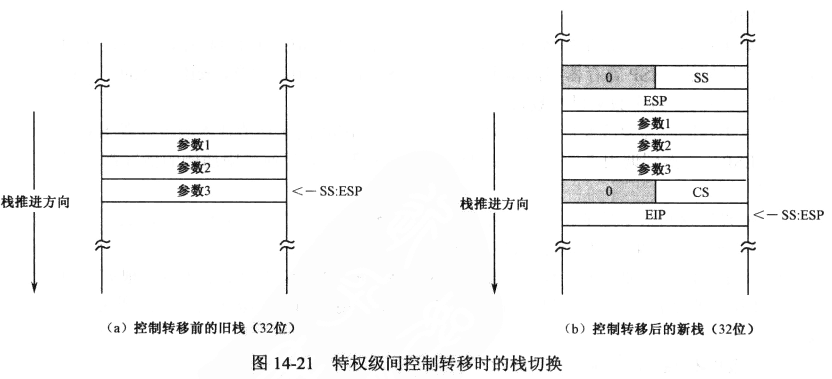 栈推进方向
参数1
参数2
参数3
<— SS:ESP
(a) 控制转移前的旧栈(32位)
栈推进方向
0 SS
ESP
参数1
参数2
参数3
0 CS
EIP
<— SS:ESP
(b) 控制转移后的新栈(32位)
图 14-21 特权级间控制转移时的栈切换